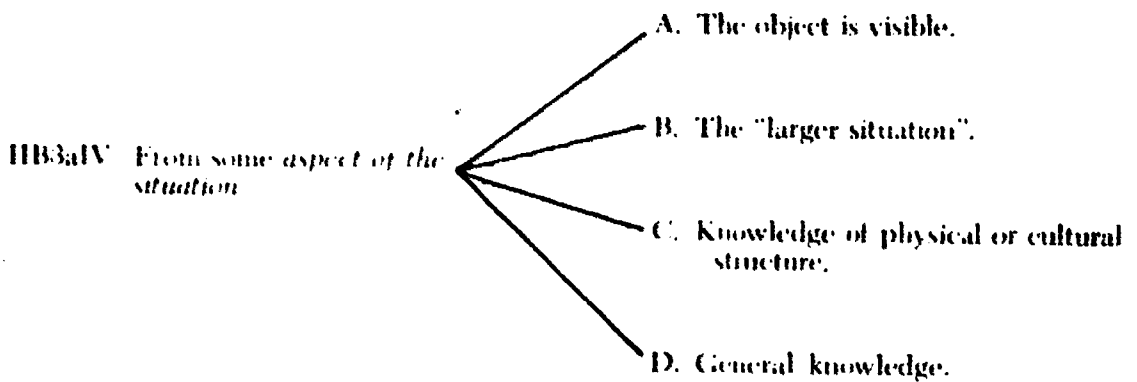 A. The object is visible.
B. The "larger situation".
IIB3aIV From some aspect of the
situation
C. Knowledge of physical or cultural
structure.
D. General knowledge.